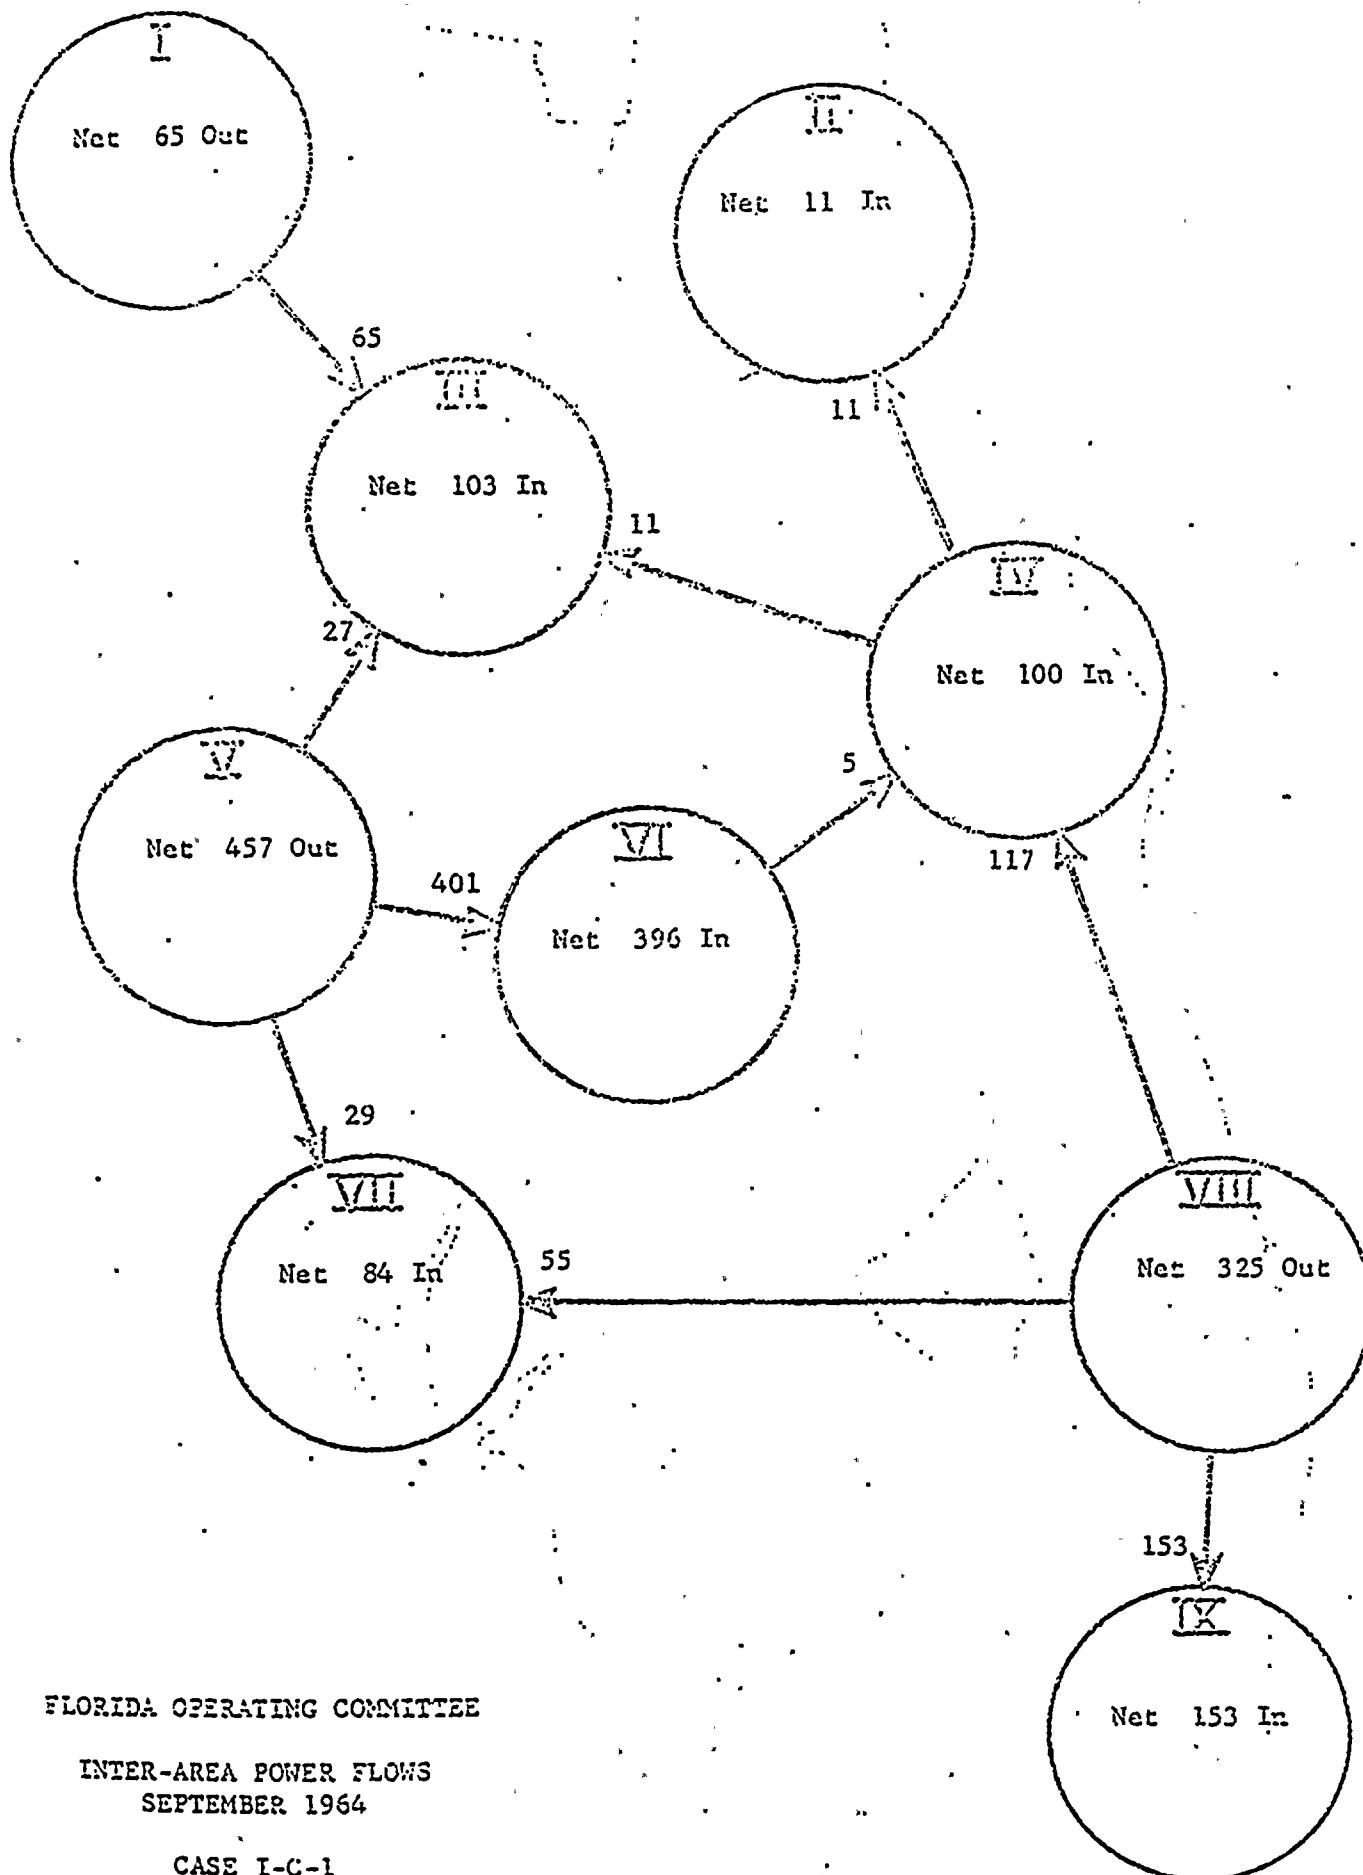 I
Net 65 Out
II
Net 11 In
65
III
Net 103 In
11
11
IV
Net 100 In
27
V
Net 457 Out
5
VI
Net 396 In
401
117
29
VII
Net 84 In
55
VIII
Net 325 Out
153
IX
Net 153 In
FLORIDA OPERATING COMMITTEE
INTER-AREA POWER FLOWS
SEPTEMBER 1964
CASE I-C-1